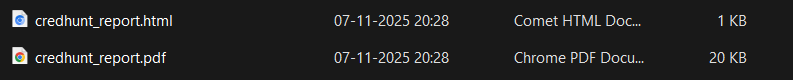 credhunt_report.html 07-11-2025 20:28 Comet HTML Doc... 1 KB
credhunt_report.pdf 07-11-2025 20:28 Chrome PDF Docu... 20 KB